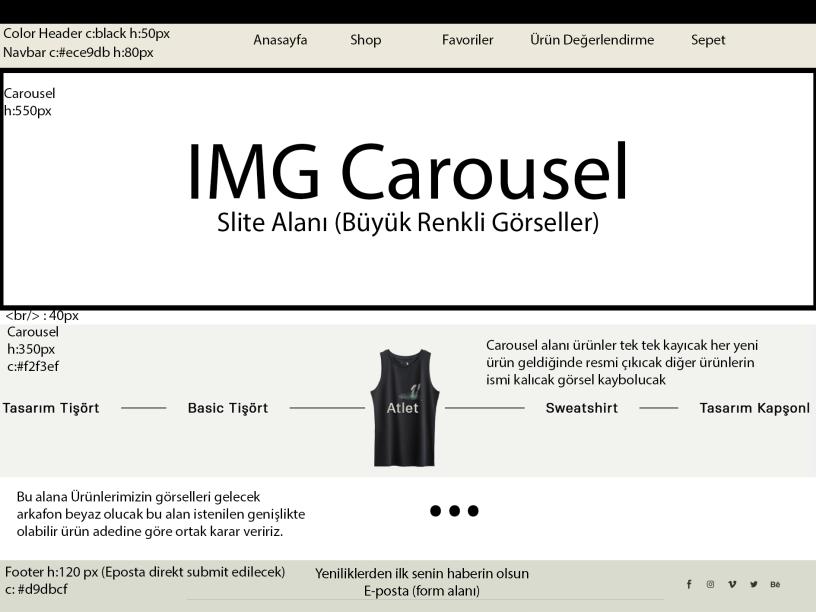 Color Header c:black h:50px
Navbar c:#ece9db h:80px
Anasayfa Shop Favoriler Ürün Değerlendirme Sepet
Carousel
h:550px
IMG Carousel
Slite Alanı (Büyük Renkli Görseller)
<br/> : 40px
Carousel
h:350px
c:#f2f3ef
Carousel alanı ürünler tek tek kayıcak her yeni
ürün geldiğinde resmi çıkıcak diğer ürünlerin
ismi kalıcak görsel kaybolucak
Tasarım Tişört Basic Tişört Atlet Sweatshirt Tasarım Kapşonl
Bu alana Ürünlerimizin görselleri gelecek
arkafon beyaz olucak bu alan istenilen genişlikte
olabilir ürün adedine göre ortak karar veririz.
Footer h:120 px (Eposta direkt submit edilecek)
c: #d9dbcf
Yeniliklerden ilk senin haberin olsun
E-posta (form alanı)
Bē